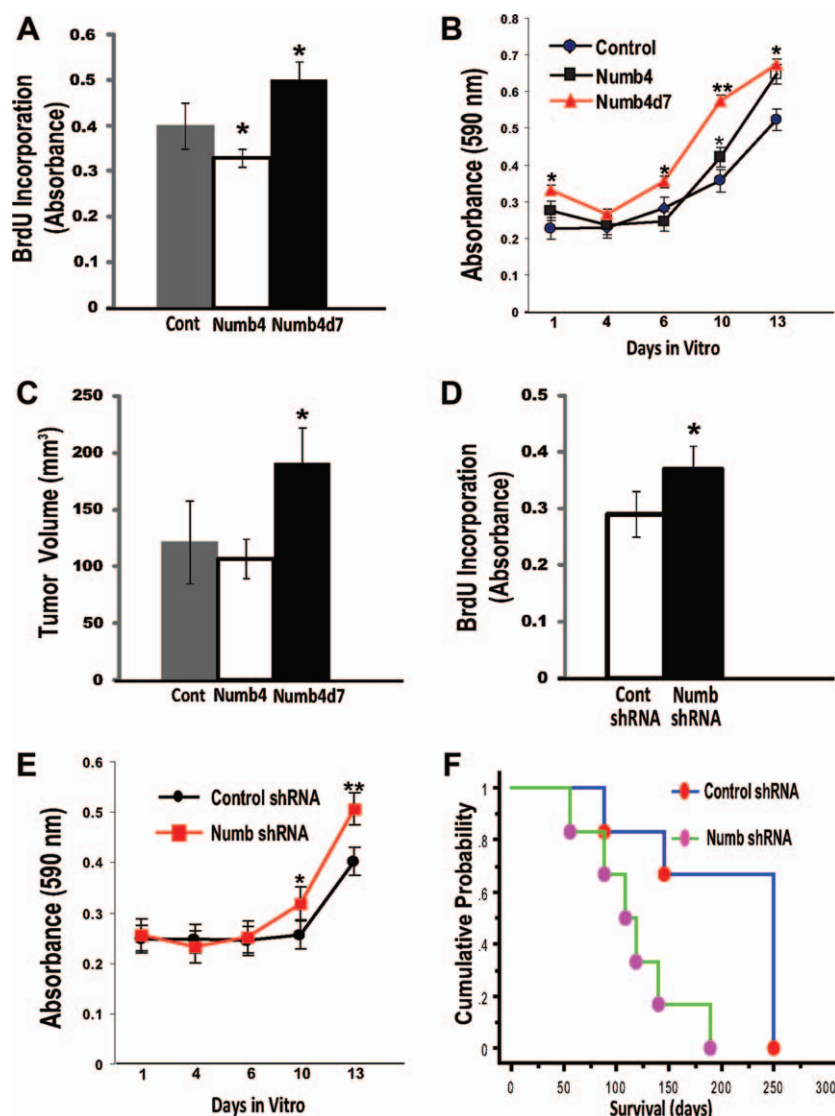 A
BrdU Incorporation
(Absorbance)
0.6
0.5
0.4
0.3
0.2
0.1
0
*
*
Cont Numb4 Numb4d7
B
Absorbance (590 nm)
0.8
0.7
0.6
0.5
0.4
0.3
0.2
0.1
0
Control
Numb4
Numb4d7
*
*
**
*
*
1 4 6 10 13
Days in Vitro
C
Tumor Volume (mm³)
250
200
150
100
50
0
*
Cont Numb4 Numb4d7
D
BrdU Incorporation
(Absorbance)
0.5
0.4
0.3
0.2
0.1
0
*
Cont Numb
shRNA shRNA
E
Absorbance (590 nm)
0.6
0.5
0.4
0.3
0.2
0.1
0
Control shRNA
Numb shRNA
*
**
1 4 6 10 13
Days in Vitro
F
Cumulative Probability
1
.8
.6
.4
.2
0
Control shRNA
Numb shRNA
0 50 100 150 200 250 300
Survival (days)